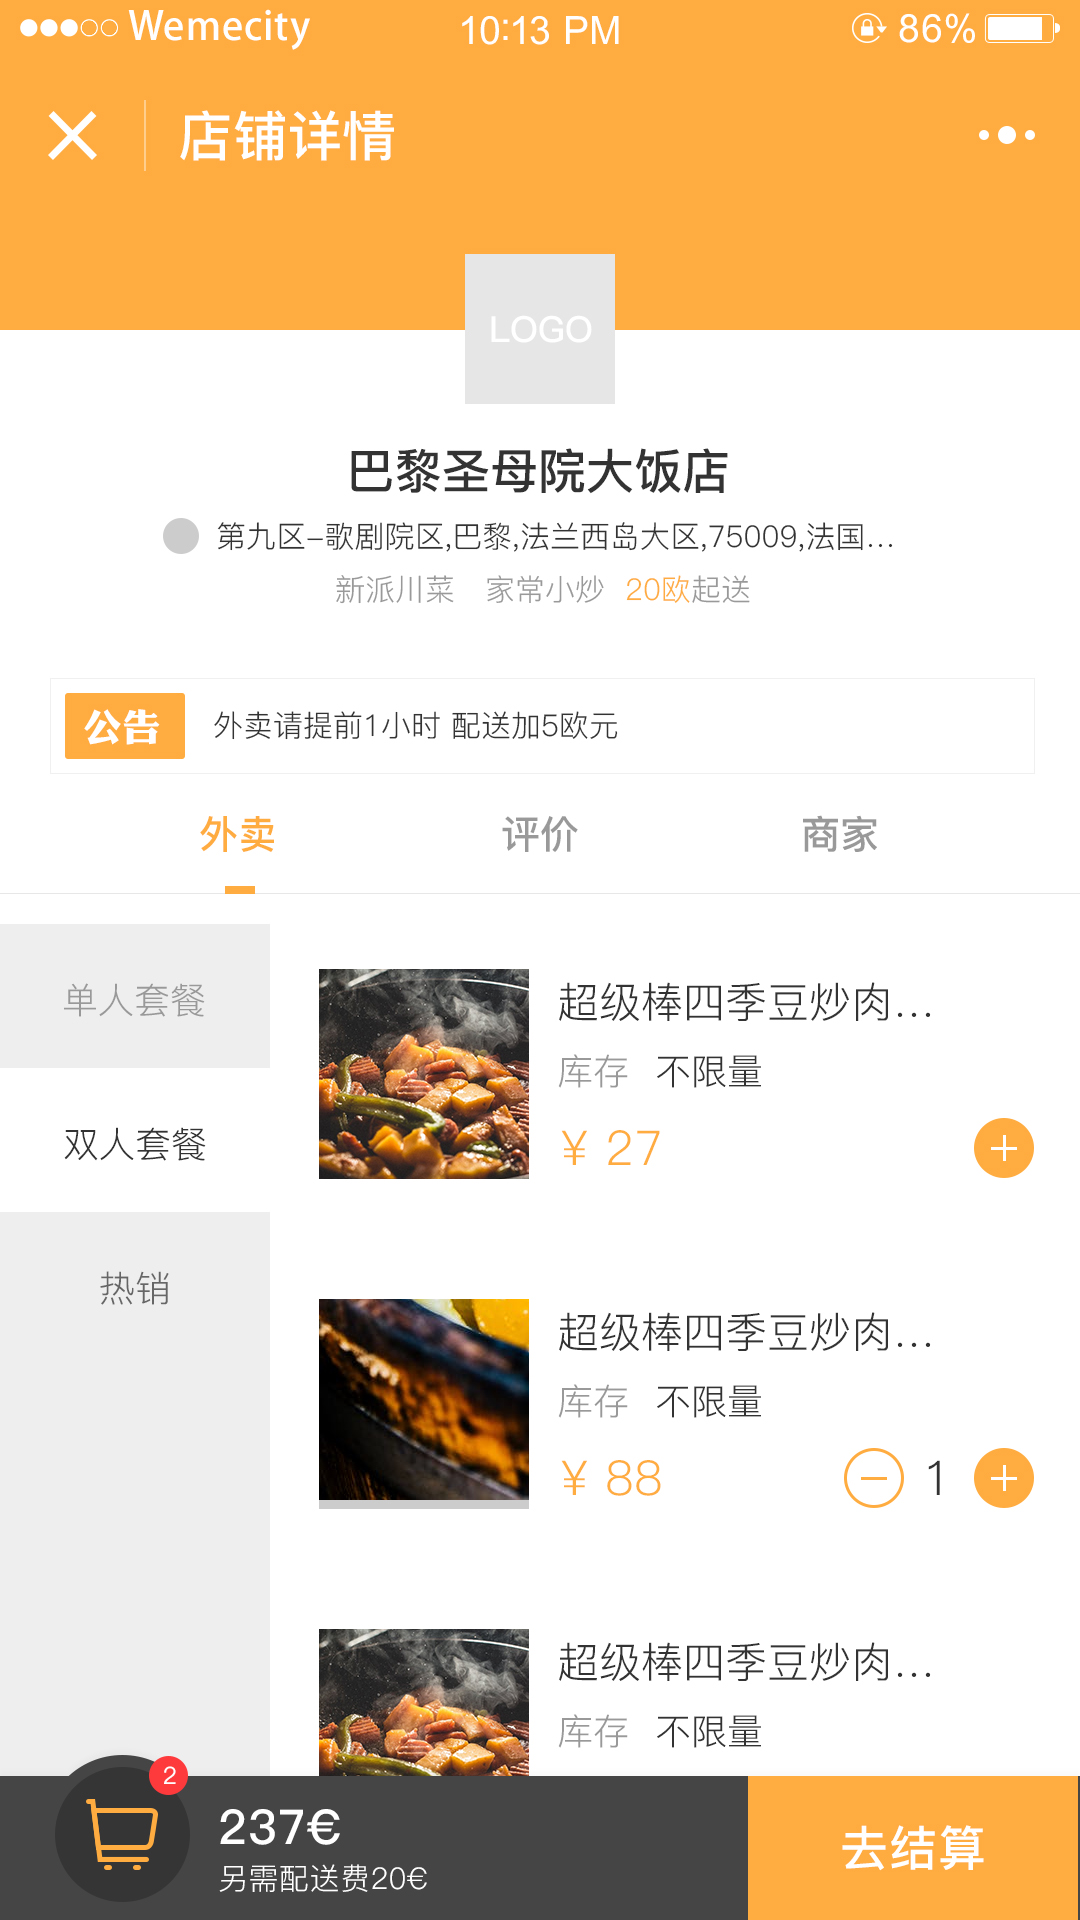 Wemecity 10:13 PM 86%
店铺详情
LOGO
巴黎圣母院大饭店
第九区-歌剧院区,巴黎,法兰西岛大区,75009,法国...
新派川菜 家常小炒 20欧起送
公告 外卖请提前1小时 配送加5欧元
外卖 评价 商家
单人套餐
双人套餐
热销
超级棒四季豆炒肉...
库存 不限量
¥ 27
超级棒四季豆炒肉...
库存 不限量
¥ 88 1
超级棒四季豆炒肉...
库存 不限量
2
237€
另需配送费20€
去结算